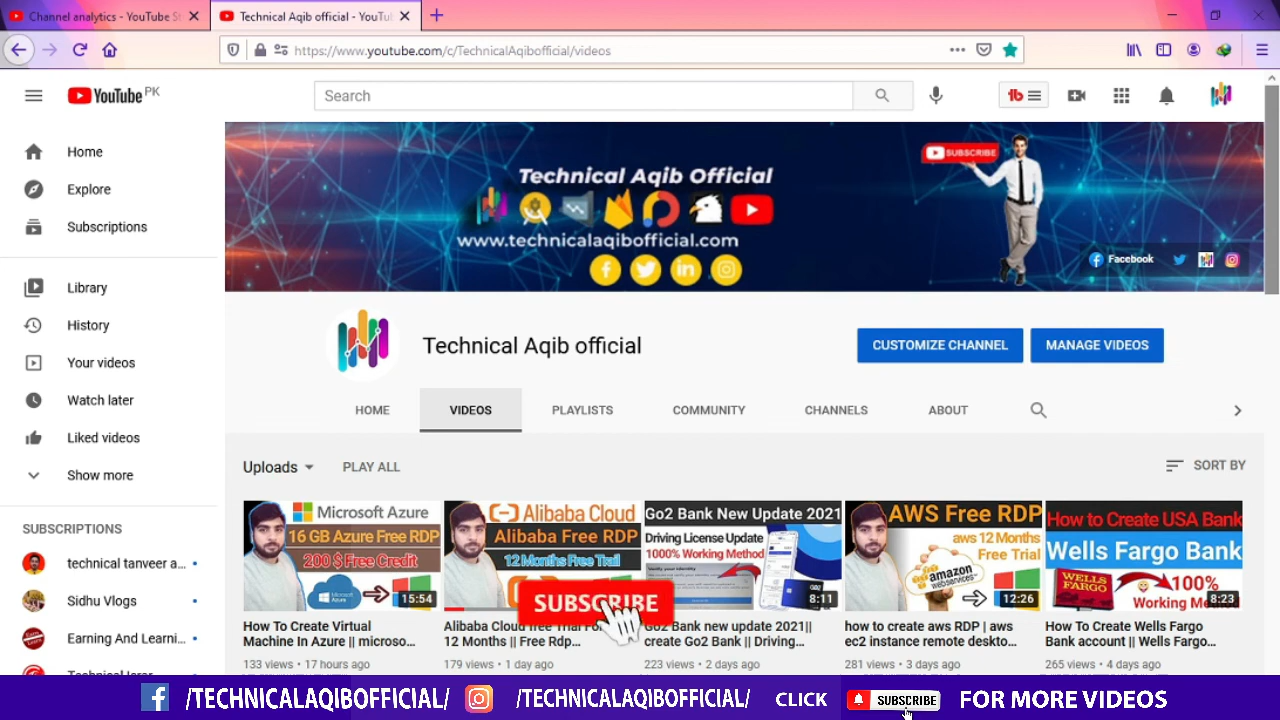 Channel analytics - YouTube St
Technical Aqib official - YouTu
https://www.youtube.com/c/TechnicalAqibofficial/videos
YouTube PK
Search
Home
Explore
Subscriptions
Library
History
Your videos
Watch later
Liked videos
Show more
SUBSCRIPTIONS
technical tanveer a...
Sidhu Vlogs
Earning And Learni...
SUBSCRIBE
Technical Aqib Official
www.technicalaqibofficial.com
Facebook
Technical Aqib official
CUSTOMIZE CHANNEL
MANAGE VIDEOS
HOME
VIDEOS
PLAYLISTS
COMMUNITY
CHANNELS
ABOUT
Uploads
PLAY ALL
SORT BY
Microsoft Azure
16 GB Azure Free RDP
200 $ Free Credit
15:54
How To Create Virtual
Machine In Azure || microso...
133 views • 17 hours ago
Alibaba Cloud
Alibaba Free RDP
12 Months Free Trail
SUBSCRIBE
Alibaba Cloud free Trial For
12 Months || Free Rdp...
179 views • 1 day ago
Go2 Bank New Update 2021
Driving License Update
1000% Working Method
Verify your identity
8:11
Go2 Bank new update 2021||
create Go2 Bank || Driving...
223 views • 2 days ago
AWS Free RDP
aws 12 Months
Free Trial
amazon
webservices
12:26
how to create aws RDP | aws
ec2 instance remote deskto...
281 views • 3 days ago
How to Create USA Bank
Wells Fargo Bank
WELLS
FARGO
100%
Working Me
8:23
How To Create Wells Fargo
Bank account || Wells Fargo...
265 views • 4 days ago
/TECHNICALAQIBOFFICIAL/
/TECHNICALAQIBOFFICIAL/
CLICK
SUBSCRIBE
FOR MORE VIDEOS